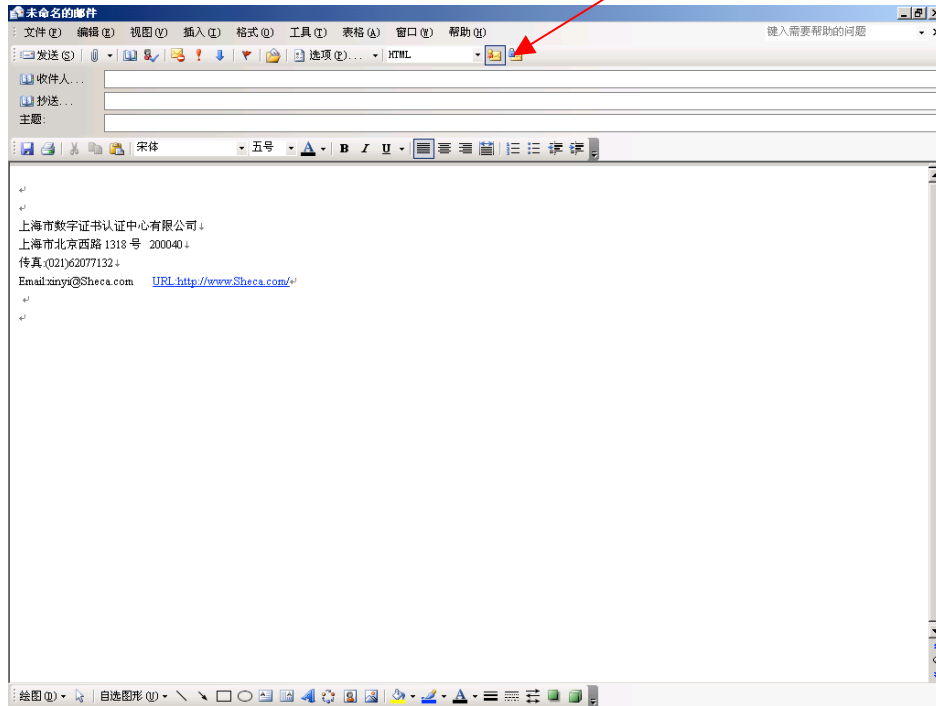 未命名的邮件
文件(F) 编辑(E) 视图(V) 插入(I) 格式(O) 工具(T) 表格(A) 窗口(W) 帮助(H) 键入需要帮助的问题
发送(S) 选项(P)... HTML
收件人...
抄送...
主题:
宋体 五号 A B I U
上海市数字证书认证中心有限公司↓
上海市北京西路 1318 号 200040↓
传真:(021)62077132↓
Email:xinyi@Sheca.com URL:http://www.Sheca.com/
绘图(D) 自选图形(U) A